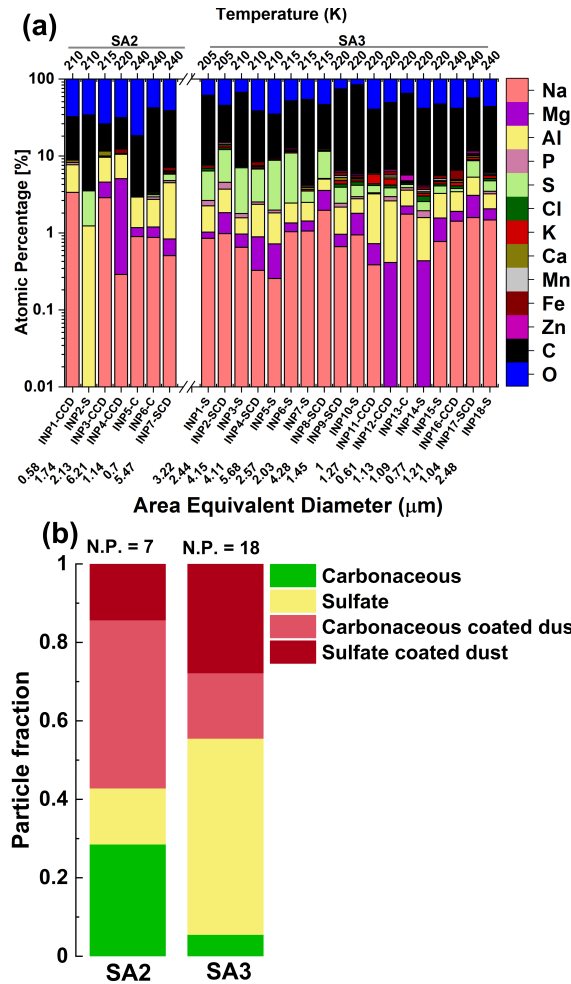 Temperature (K)
(a)
SA2 SA3
210 210 215 220 240 240 240 205 205 210 210 210 215 215 215 220 220 220 220 220 220 220 240 240 240
Atomic Percentage [%]
100
10
1
0.1
0.01
Na
Mg
Al
P
S
Cl
K
Ca
Mn
Fe
Zn
C
O
INP1-CCD INP2-S INP3-CCD INP4-CCD INP5-C INP6-C INP7-SCD INP1-S INP2-SCD INP3-S INP4-SCD INP5-S INP6-S INP7-S INP8-SCD INP9-SCD INP10-S INP11-CCD INP12-CCD INP13-C INP14-S INP15-S INP16-CCD INP17-SCD INP18-S
0.58 1.74 2.13 6.21 1.14 0.7 5.47 3.22 2.44 4.15 4.11 5.68 2.57 2.03 4.28 1.45 1 1.27 0.61 1.13 1.09 0.77 1.21 1.04 2.48
Area Equivalent Diameter (μm)
(b)
N.P. = 7 N.P. = 18
Particle fraction
1
0.8
0.6
0.4
0.2
0
Carbonaceous
Sulfate
Carbonaceous coated dus
Sulfate coated dust
SA2 SA3